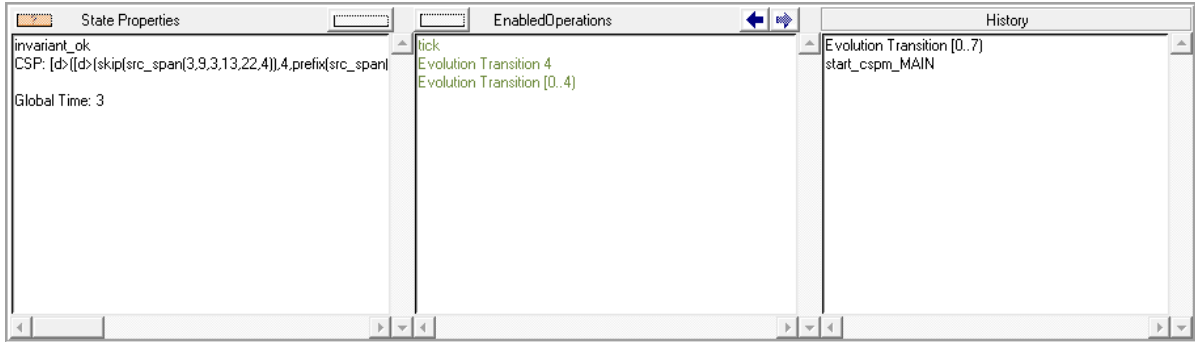 State Properties
EnabledOperations
History
invariant_ok
CSP: [d>([d>(skip(src_span(3,9,3,13,22,4)),4,prefix(src_span(
Global Time: 3
tick
Evolution Transition 4
Evolution Transition [0..4)
Evolution Transition [0..7)
start_cspm_MAIN